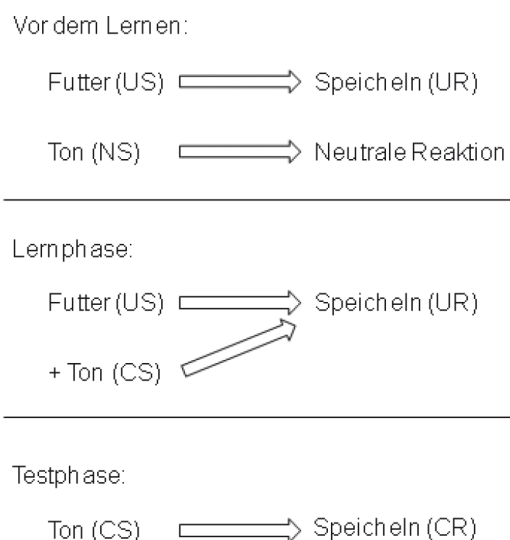 Vor dem Lernen:
Futter (US) Speicheln (UR)
Ton (NS) Neutrale Reaktion
Lernphase:
Futter (US) Speicheln (UR)
+ Ton (CS)
Testphase:
Ton (CS) Speicheln (CR)